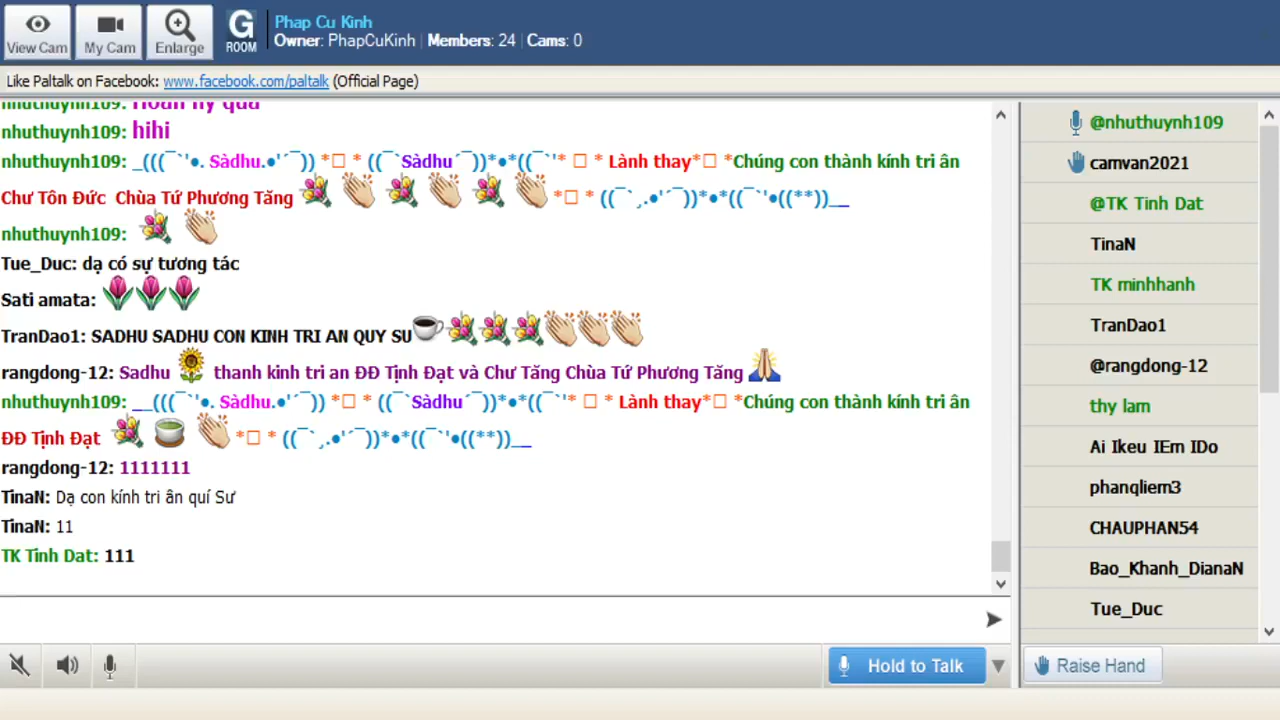 View Cam
My Cam
Enlarge
G
ROOM
Phap Cu Kinh
Owner: PhapCuKinh | Members: 24 | Cams: 0
Like Paltalk on Facebook: www.facebook.com/paltalk (Official Page)
nhuthuynh109: Hoan hỷ quá
nhuthuynh109: hihi
nhuthuynh109: _(((¯`'•. Sàdhu.•'´¯)) *□ * ((¯`Sàdhu´¯))*•*((¯`'* □ * Lành thay*□ *Chúng con thành kính tri ân
Chư Tôn Đức Chùa Tứ Phương Tăng 💐 👏 💐 👏 💐 👏 *□ * ((¯`¸.•'´¯))*•*((¯`'•((**))__
nhuthuynh109: 💐 👏
Tue_Duc: dạ có sự tương tác
Sati amata: 🌷🌷🌷
TranDao1: SADHU SADHU CON KINH TRI AN QUY SU☕💐💐💐👏👏👏
rangdong-12: Sadhu 🌻 thanh kinh tri an ĐĐ Tịnh Đạt và Chư Tăng Chùa Tứ Phương Tăng 🙏
nhuthuynh109: __(((¯`'•. Sàdhu.•'´¯)) *□ * ((¯`Sàdhu´¯))*•*((¯`'* □ * Lành thay*□ *Chúng con thành kính tri ân
ĐĐ Tịnh Đạt 💐 🍵 👏 *□ * ((¯`¸.•'´¯))*•*((¯`'•((**))__
rangdong-12: 1111111
TinaN: Dạ con kính tri ân quí Sư
TinaN: 11
TK Tinh Dat: 111
@nhuthuynh109
camvan2021
@TK Tinh Dat
TinaN
TK minhhanh
TranDao1
@rangdong-12
thy lam
Ai Ikeu IEm IDo
phanqliem3
CHAUPHAN54
Bao_Khanh_DianaN
Tue_Duc
Hold to Talk
Raise Hand